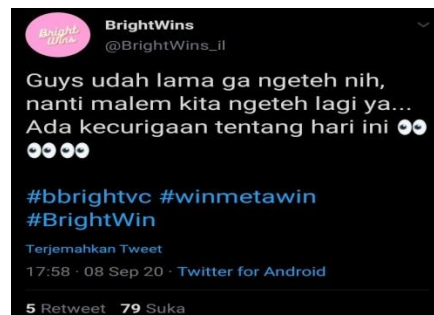 Bright
Wins
BrightWins
@BrightWins_il
Guys udah lama ga ngeteh nih,
nanti malem kita ngeteh lagi ya...
Ada kecurigaan tentang hari ini 👀
👀👀
#bbrightvc #winmetawin
#BrightWin
Terjemahkan Tweet
17:58 · 08 Sep 20 · Twitter for Android
5 Retweet 79 Suka